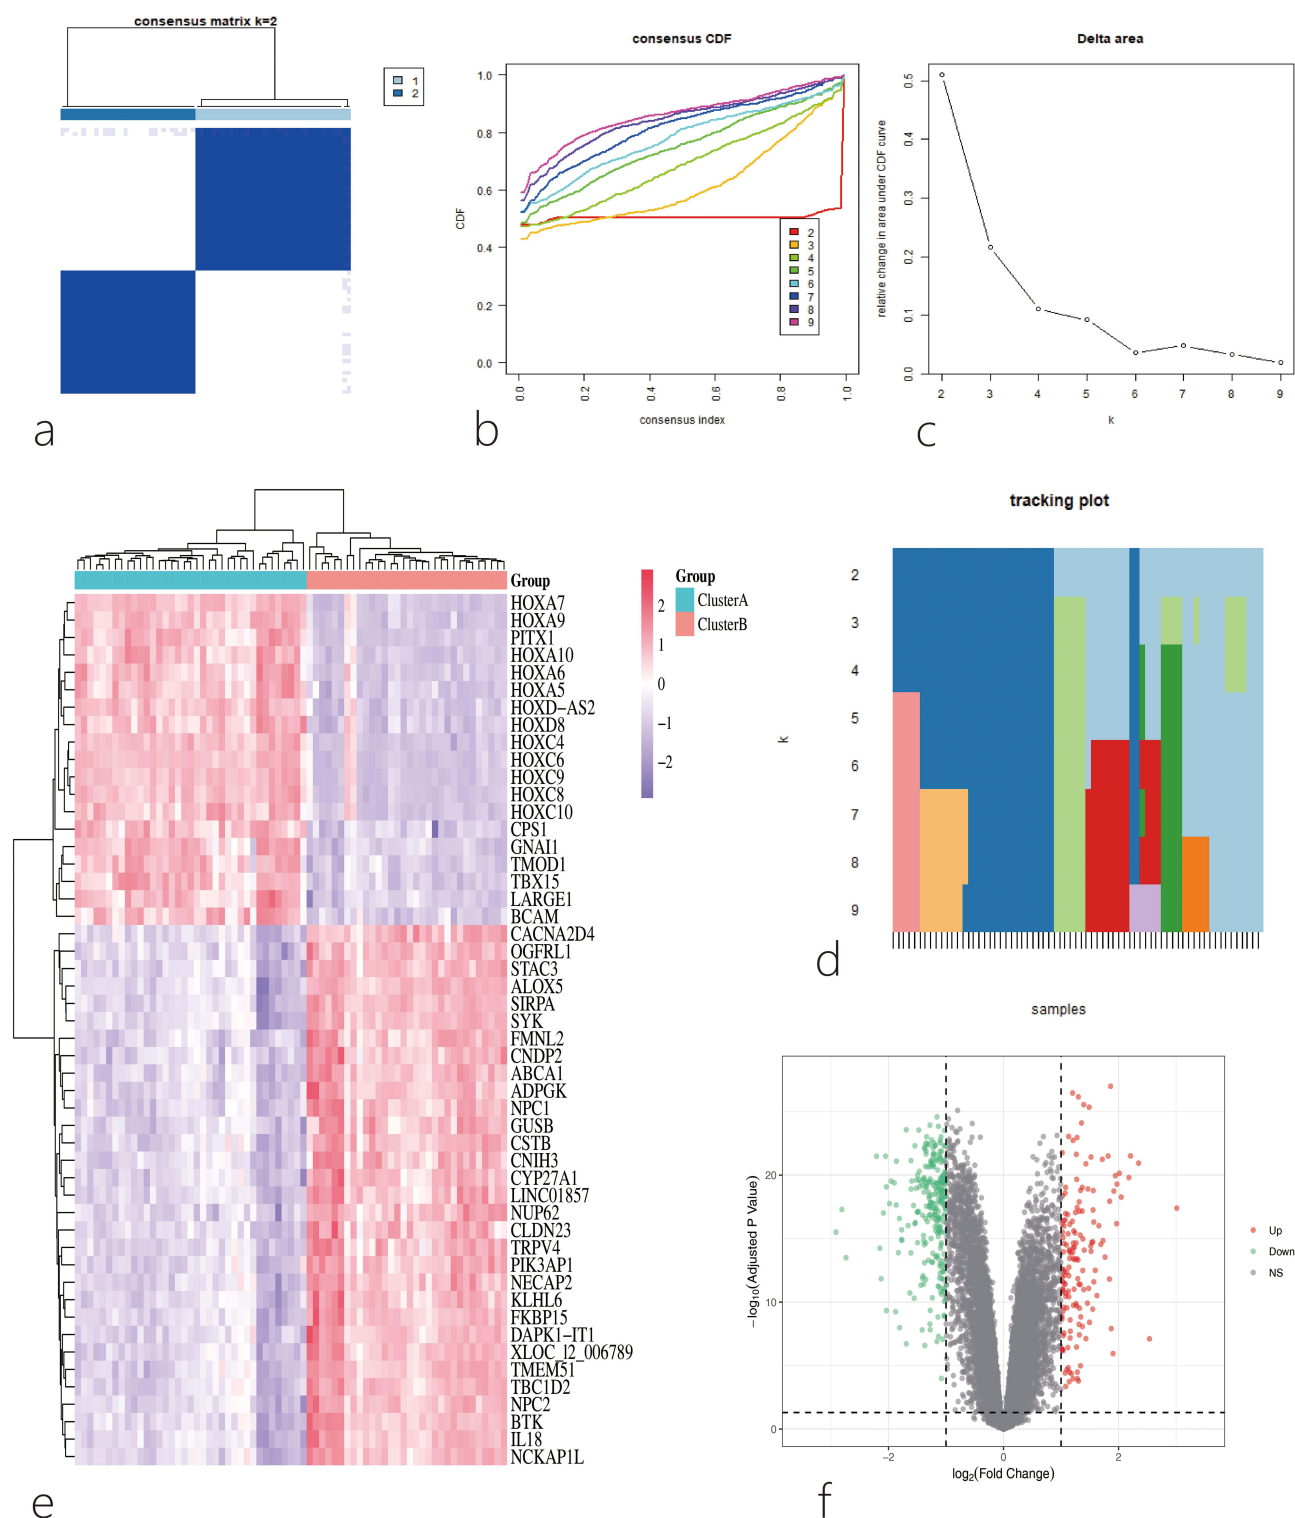 consensus matrix k=2
1
2
a
consensus CDF
CDF
1.0
0.8
0.6
0.4
0.2
0.0
0.0
0.2
0.4
0.6
0.8
1.0
consensus index
2
3
4
5
6
7
8
9
b
Delta area
relative change in area under CDF curve
0.5
0.4
0.3
0.2
0.1
0.0
2
3
4
5
6
7
8
9
k
c
tracking plot
k
2
3
4
5
6
7
8
9
samples
d
Group
HOXA7
HOXA9
PITX1
HOXA10
HOXA6
HOXA5
HOXD-AS2
HOXD8
HOXC4
HOXC6
HOXC9
HOXC8
HOXC10
CPS1
GNAI1
TMOD1
TBX15
LARGE1
BCAM
CACNA2D4
OGFRL1
STAC3
ALOX5
SIRPA
SYK
FMNL2
CNDP2
ABCA1
ADPGK
NPC1
GUSB
CSTB
CNIH3
CYP27A1
LINC01857
NUP62
CLDN23
TRPV4
PIK3AP1
NECAP2
KLHL6
FKBP15
DAPK1-IT1
XLOC_l2_006789
TMEM51
TBC1D2
NPC2
BTK
IL18
NCKAP1L
2
1
0
-1
-2
Group
ClusterA
ClusterB
e
-log10(Adjusted P Value)
20
10
0
-2
0
2
log2(Fold Change)
Up
Down
NS
f